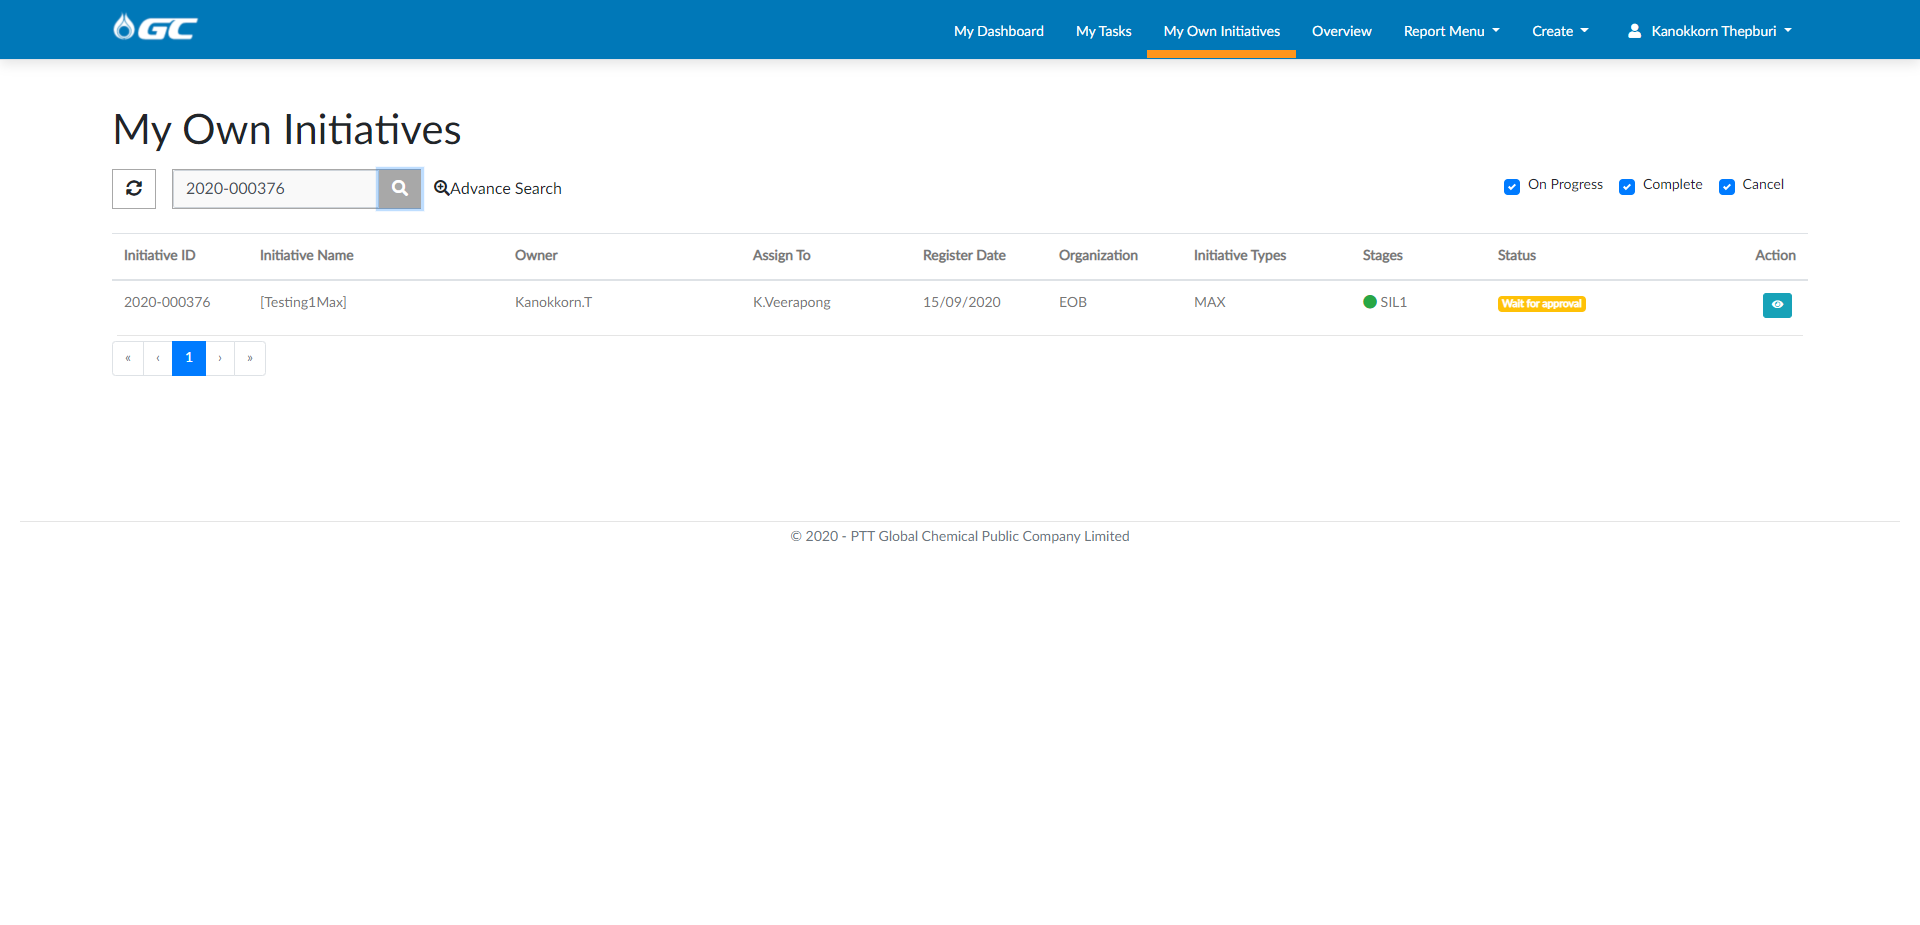 GC
My Dashboard My Tasks My Own Initiatives Overview Report Menu Create Kanokkorn Thepburi
My Own Initiatives
2020-000376 Advance Search On Progress Complete Cancel
Initiative ID Initiative Name Owner Assign To Register Date Organization Initiative Types Stages Status Action
2020-000376 [Testing1Max] Kanokkorn.T K.Veerapong 15/09/2020 EOB MAX SIL1 Wait for approval
« ‹ 1 › »
© 2020 - PTT Global Chemical Public Company Limited